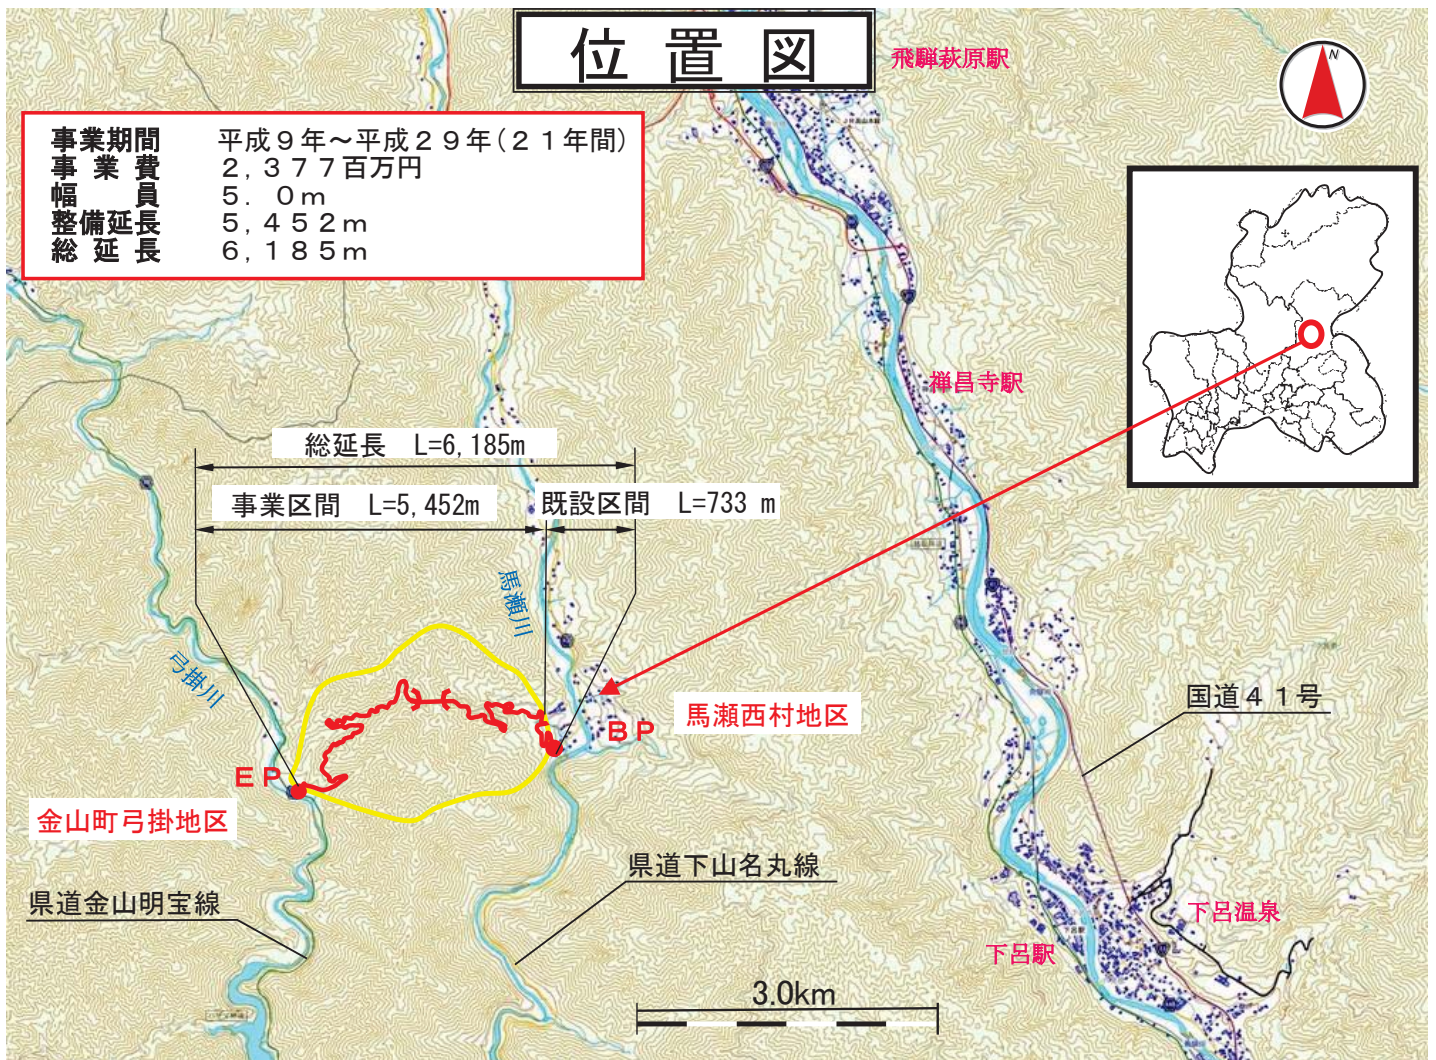 位置図
飛騨萩原駅
N
事業期間 平成９年～平成２９年(２１年間)
事業費 ２,３７７百万円
幅員 ５.０ｍ
整備延長 ５,４５２ｍ
総延長 ６,１８５ｍ
禅昌寺駅
総延長 L=6,185m
事業区間 L=5,452m
既設区間 L=733 m
馬瀬川
弓掛川
国道４１号
馬瀬西村地区
ＢＰ
ＥＰ
金山町弓掛地区
県道下山名丸線
県道金山明宝線
下呂温泉
下呂駅
3.0km